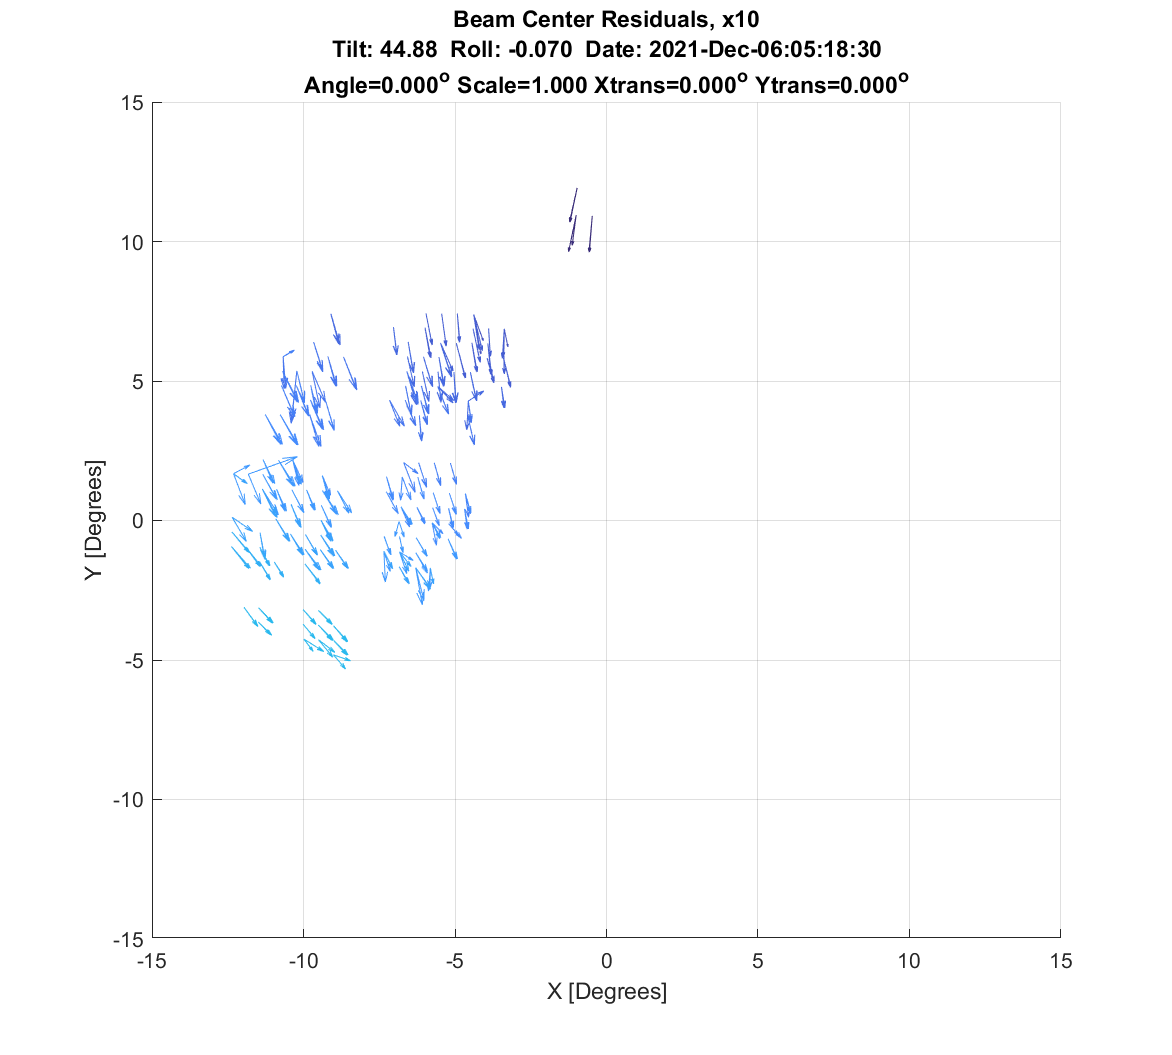 Beam Center Residuals, x10
Tilt: 44.88  Roll: -0.070  Date: 2021-Dec-06:05:18:30
Angle=0.000° Scale=1.000 Xtrans=0.000° Ytrans=0.000°
15
10
5
0
-5
-10
-15
Y [Degrees]
-15 -10 -5 0 5 10 15
X [Degrees]